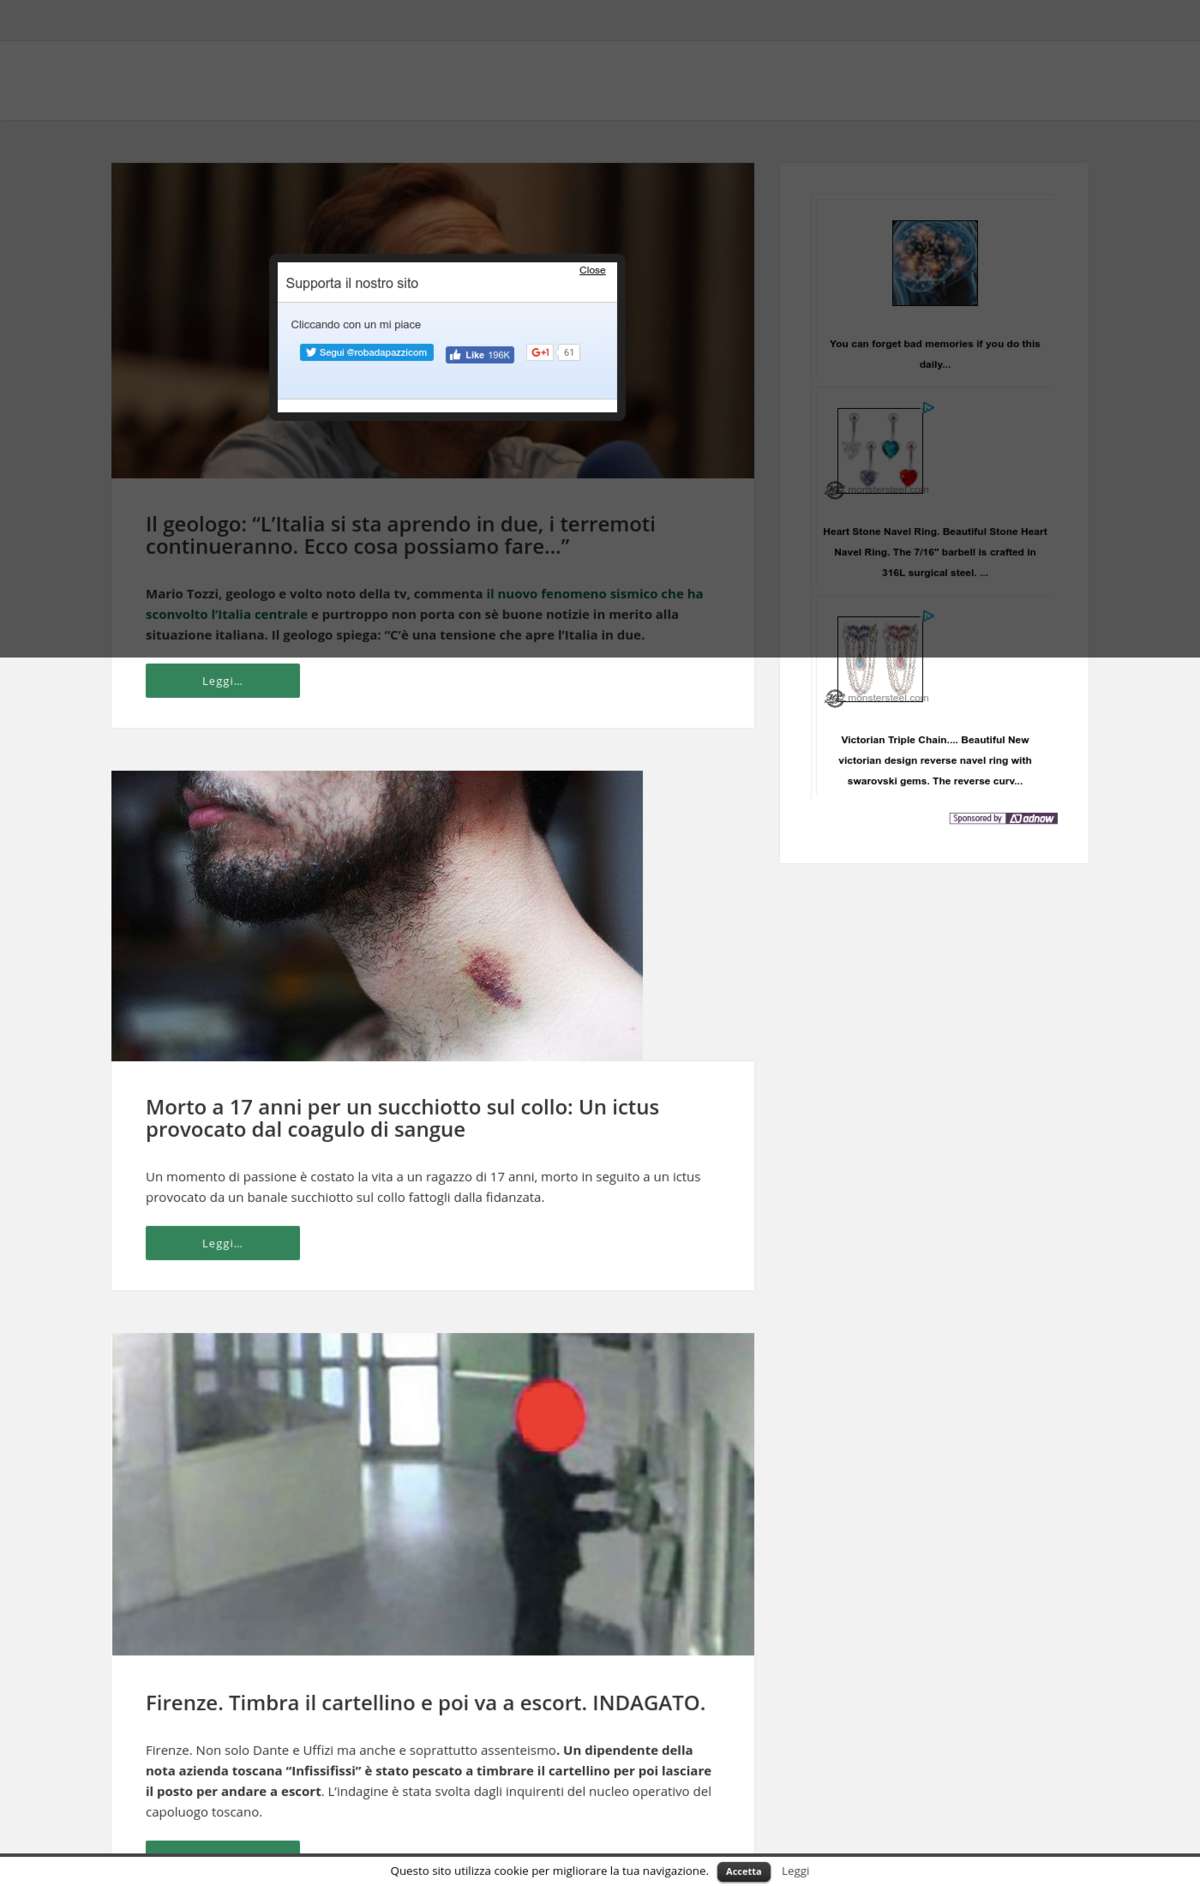 Close
Supporta il nostro sito
Cliccando con un mi piace
Segui @robadapazzicom
Like 196K
G+1 61
Il geologo: “L’Italia si sta aprendo in due, i terremoti
continueranno. Ecco cosa possiamo fare…”
Mario Tozzi, geologo e volto noto della tv, commenta il nuovo fenomeno sismico che ha
sconvolto l’Italia centrale e purtroppo non porta con sè buone notizie in merito alla
situazione italiana. Il geologo spiega: “C’è una tensione che apre l’Italia in due.
Leggi…
You can forget bad memories if you do this
daily...
monstersteel.com
Heart Stone Navel Ring. Beautiful Stone Heart
Navel Ring. The 7/16" barbell is crafted in
316L surgical steel. ...
monstersteel.com
Victorian Triple Chain.... Beautiful New
victorian design reverse navel ring with
swarovski gems. The reverse curv...
Sponsored by adnow
Morto a 17 anni per un succhiotto sul collo: Un ictus
provocato dal coagulo di sangue
Un momento di passione è costato la vita a un ragazzo di 17 anni, morto in seguito a un ictus
provocato da un banale succhiotto sul collo fattogli dalla fidanzata.
Leggi…
Firenze. Timbra il cartellino e poi va a escort. INDAGATO.
Firenze. Non solo Dante e Uffizi ma anche e soprattutto assenteismo. Un dipendente della
nota azienda toscana “Infissifissi” è stato pescato a timbrare il cartellino per poi lasciare
il posto per andare a escort. L’indagine è stata svolta dagli inquirenti del nucleo operativo del
capoluogo toscano.
Questo sito utilizza cookie per migliorare la tua navigazione. Accetta Leggi